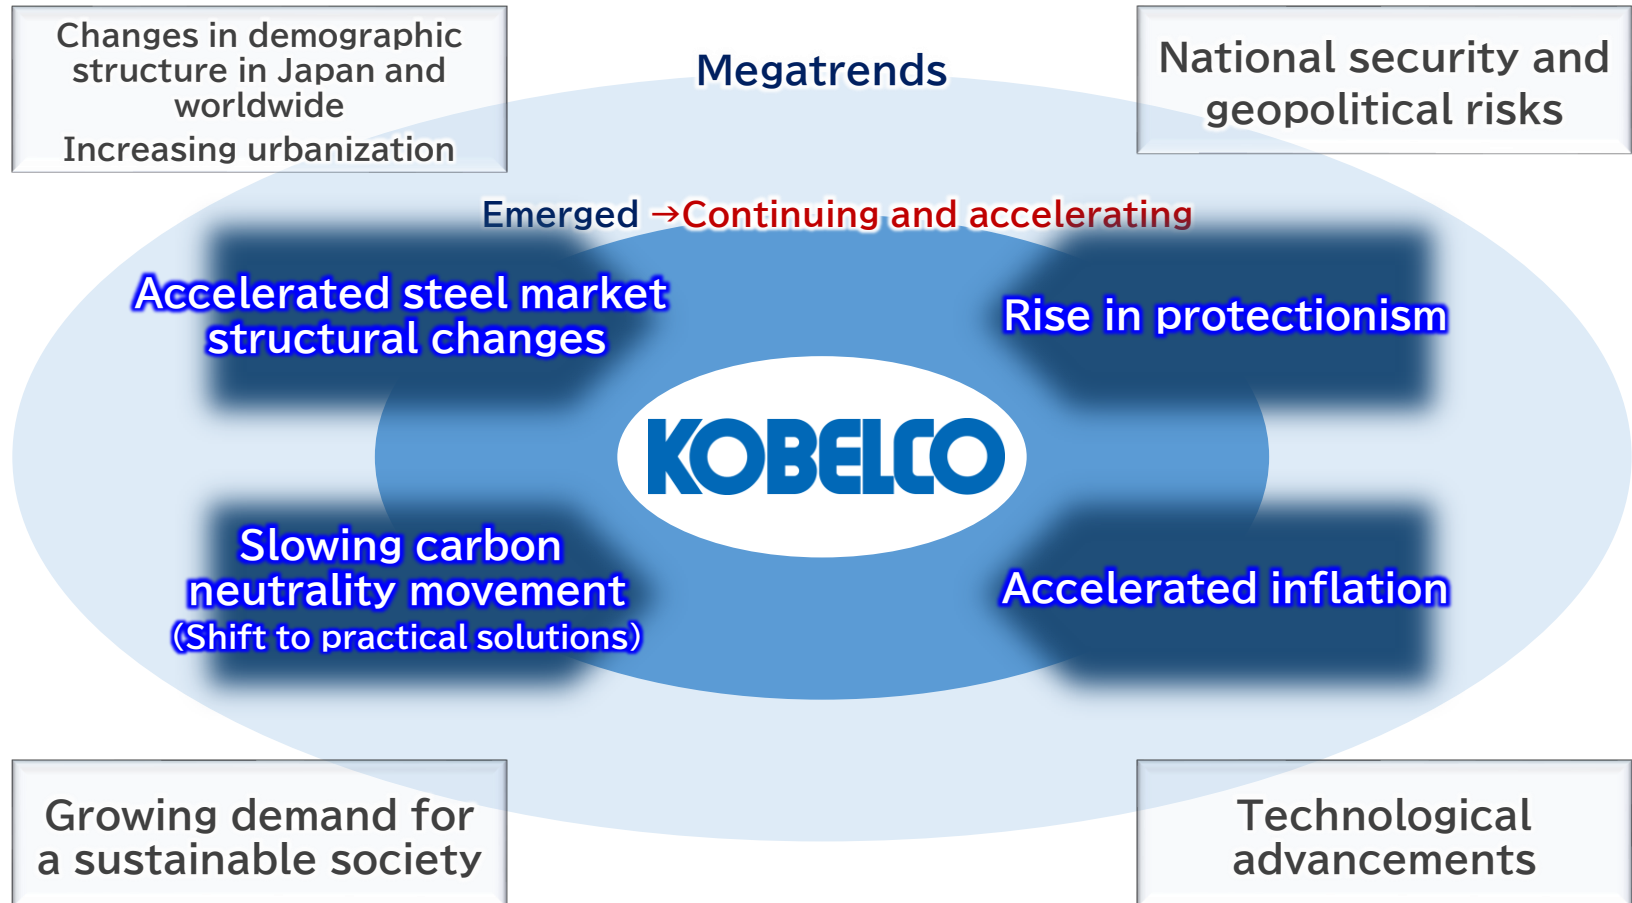 Changes in demographic
structure in Japan and
worldwide
Increasing urbanization
Megatrends
National security and
geopolitical risks
Emerged →Continuing and accelerating
Accelerated steel market
structural changes
Rise in protectionism
KOBELCO
Slowing carbon
neutrality movement
(Shift to practical solutions)
Accelerated inflation
Growing demand for
a sustainable society
Technological
advancements